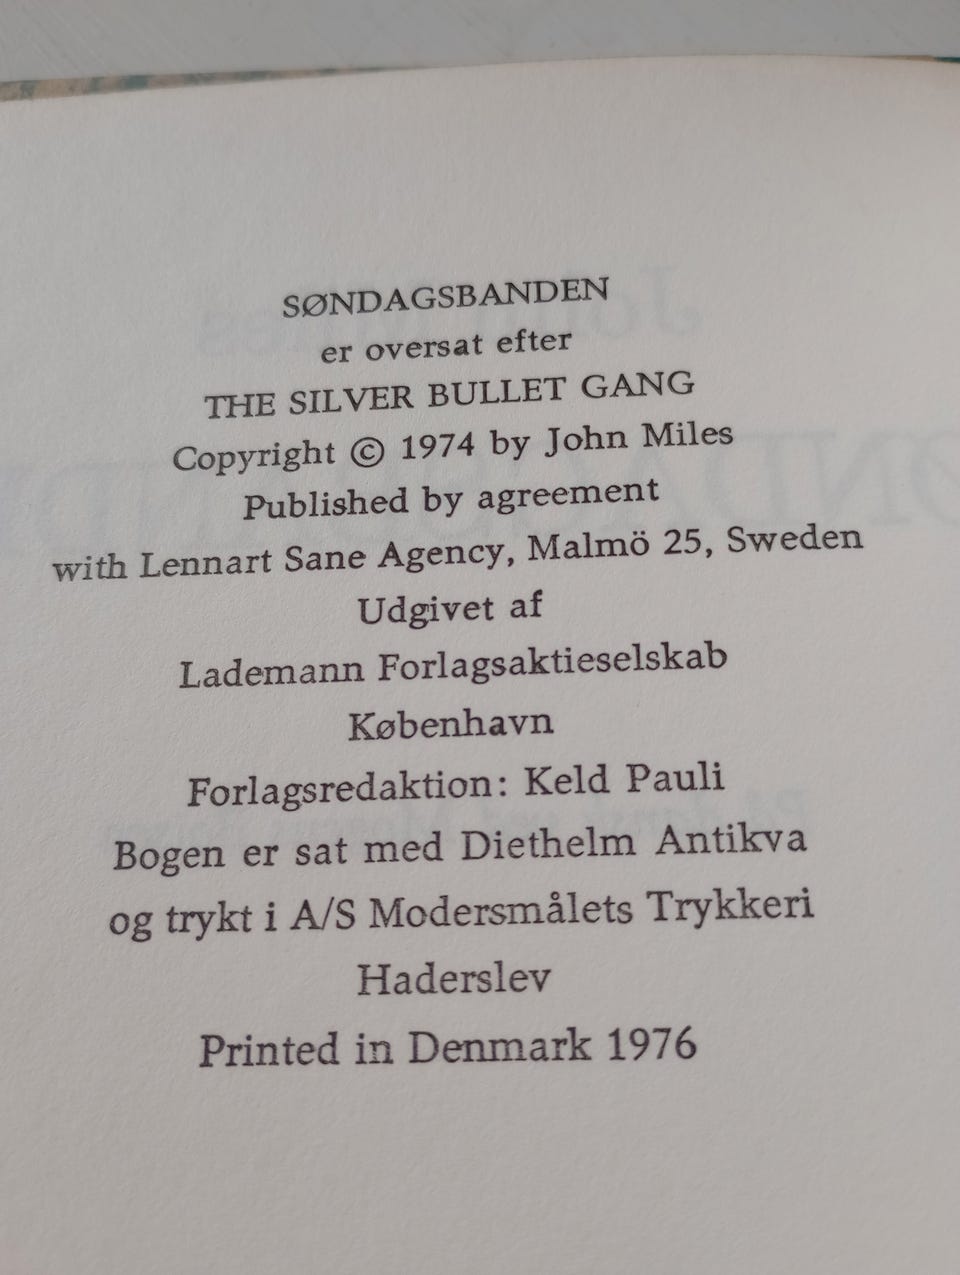 SØNDAGSBANDEN
er oversat efter
THE SILVER BULLET GANG
Copyright © 1974 by John Miles
Published by agreement
with Lennart Sane Agency, Malmö 25, Sweden
Udgivet af
Lademann Forlagsaktieselskab
København
Forlagsredaktion: Keld Pauli
Bogen er sat med Diethelm Antikva
og trykt i A/S Modersmålets Trykkeri
Haderslev
Printed in Denmark 1976